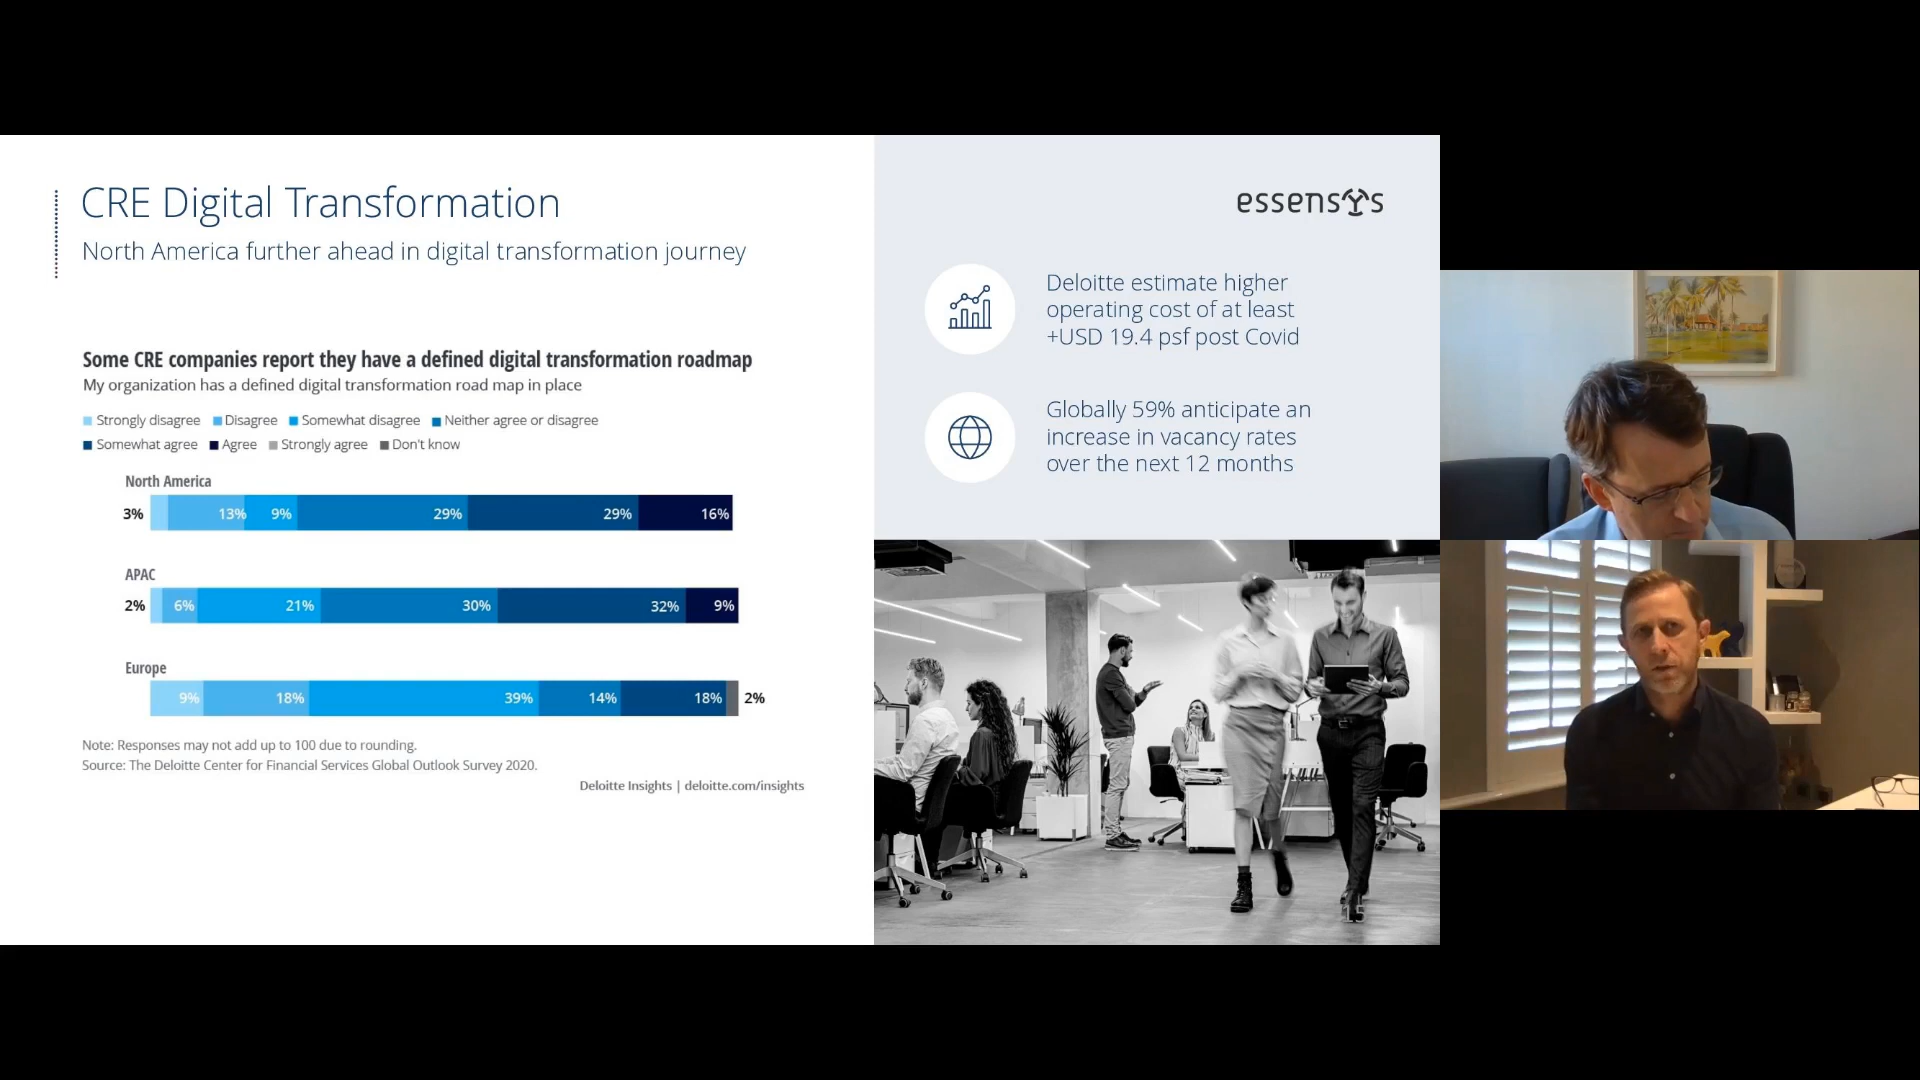 CRE Digital Transformation
North America further ahead in digital transformation journey
Some CRE companies report they have a defined digital transformation roadmap
My organization has a defined digital transformation road map in place
Strongly disagree Disagree Somewhat disagree Neither agree or disagree
Somewhat agree Agree Strongly agree Don't know
North America
3% 13% 9% 29% 29% 16%
APAC
2% 6% 21% 30% 32% 9%
Europe
9% 18% 39% 14% 18% 2%
Note: Responses may not add up to 100 due to rounding.
Source: The Deloitte Center for Financial Services Global Outlook Survey 2020.
Deloitte Insights | deloitte.com/insights
essensys
Deloitte estimate higher
operating cost of at least
+USD 19.4 psf post Covid
Globally 59% anticipate an
increase in vacancy rates
over the next 12 months